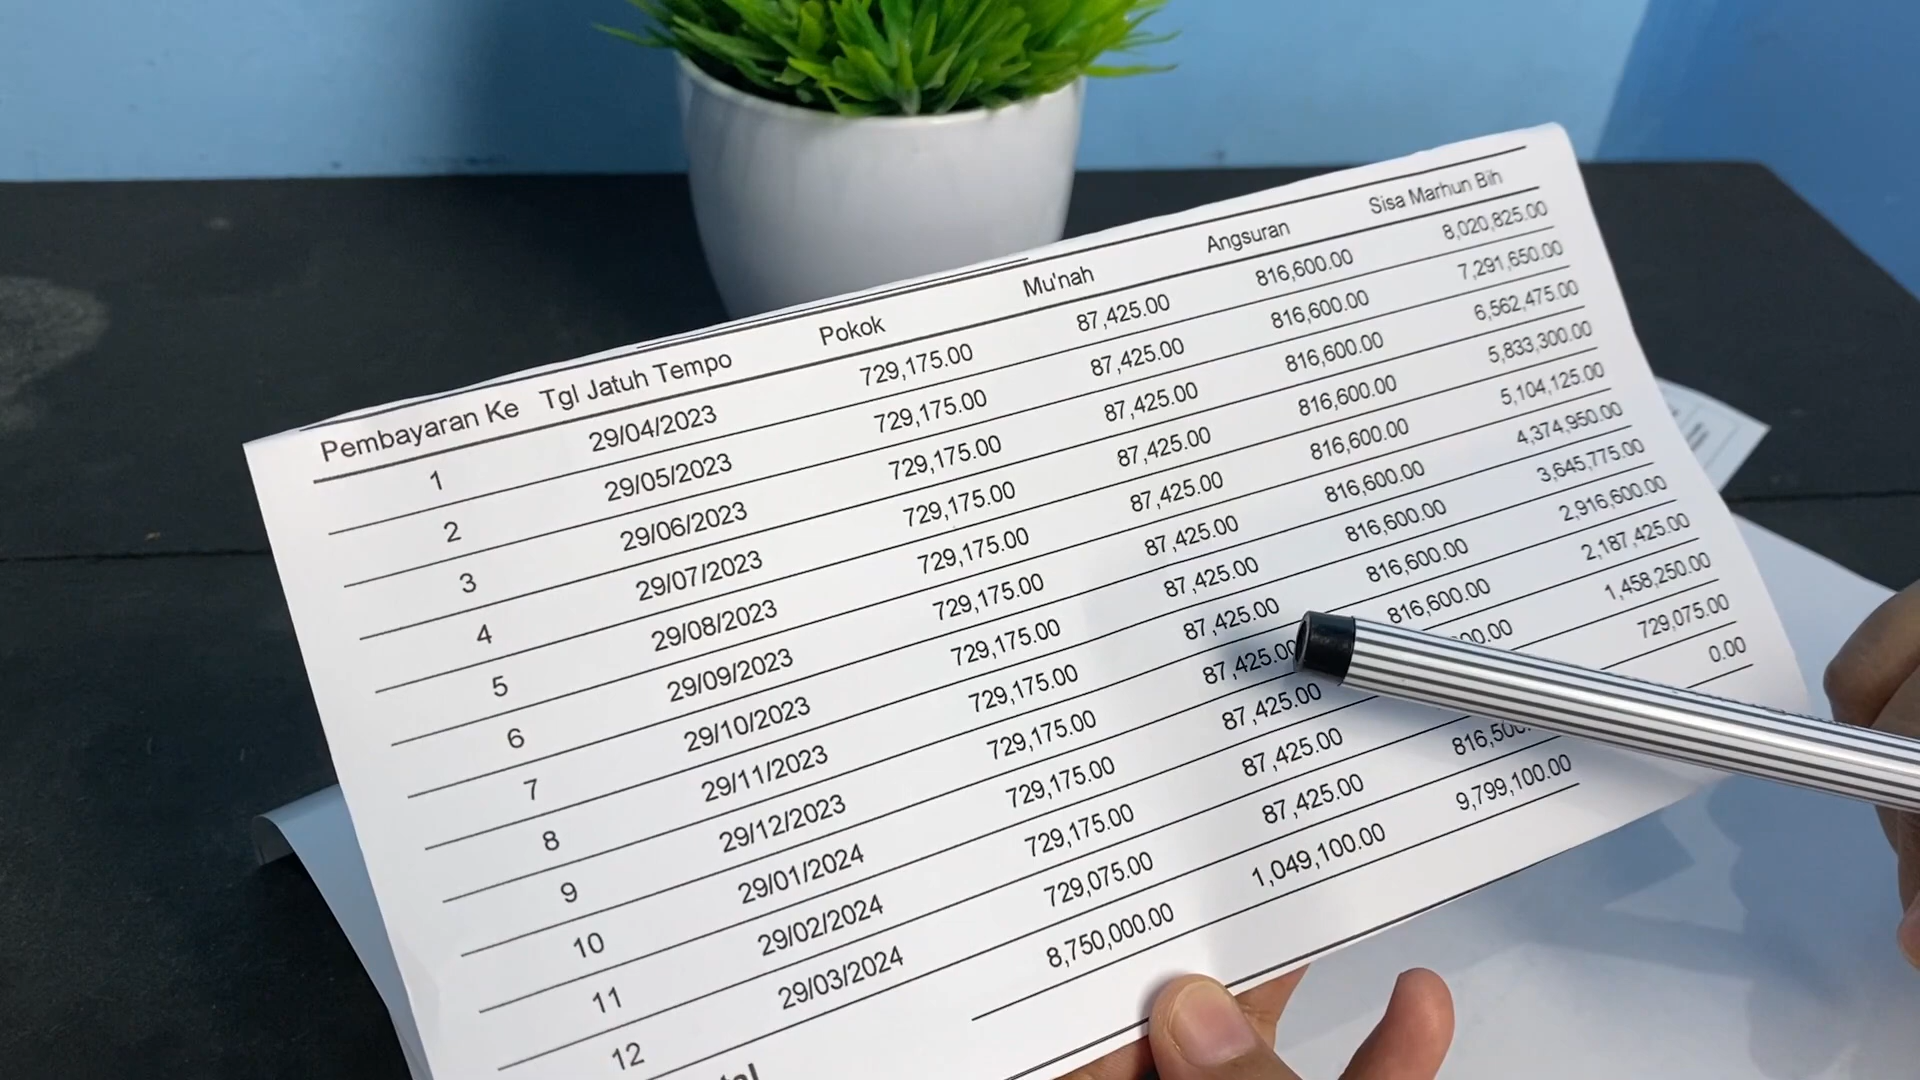 Pembayaran Ke Tgl Jatuh Tempo Pokok Mu'nah Angsuran Sisa Marhun Bih
1 29/04/2023 729,175.00 87,425.00 816,600.00 8,020,825.00
2 29/05/2023 729,175.00 87,425.00 816,600.00 7,291,650.00
3 29/06/2023 729,175.00 87,425.00 816,600.00 6,562,475.00
4 29/07/2023 729,175.00 87,425.00 816,600.00 5,833,300.00
5 29/08/2023 729,175.00 87,425.00 816,600.00 5,104,125.00
6 29/09/2023 729,175.00 87,425.00 816,600.00 4,374,950.00
7 29/10/2023 729,175.00 87,425.00 816,600.00 3,645,775.00
8 29/11/2023 729,175.00 87,425.00 816,600.00 2,916,600.00
9 29/12/2023 729,175.00 87,425.00 816,600.00 2,187,425.00
10 29/01/2024 729,175.00 87,425.00 1,458,250.00
11 29/02/2024 729,175.00 87,425.00 729,075.00
12 29/03/2024 729,075.00 87,425.00 0.00
8,750,000.00 1,049,100.00 9,799,100.00